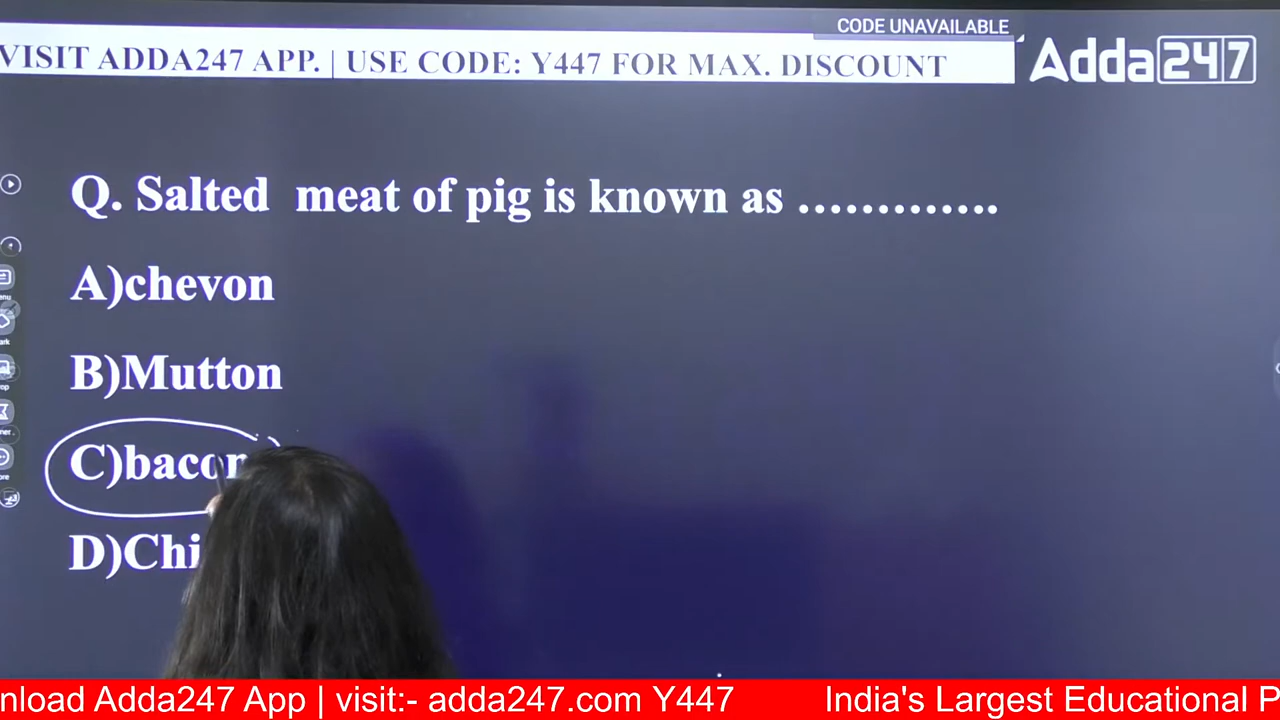 CODE UNAVAILABLE
VISIT ADDA247 APP. | USE CODE: Y447 FOR MAX. DISCOUNT
Adda247
Q. Salted meat of pig is known as .............
A)chevon
B)Mutton
C)bacon
D)Chi
nload Adda247 App | visit:- adda247.com Y447 India's Largest Educational P